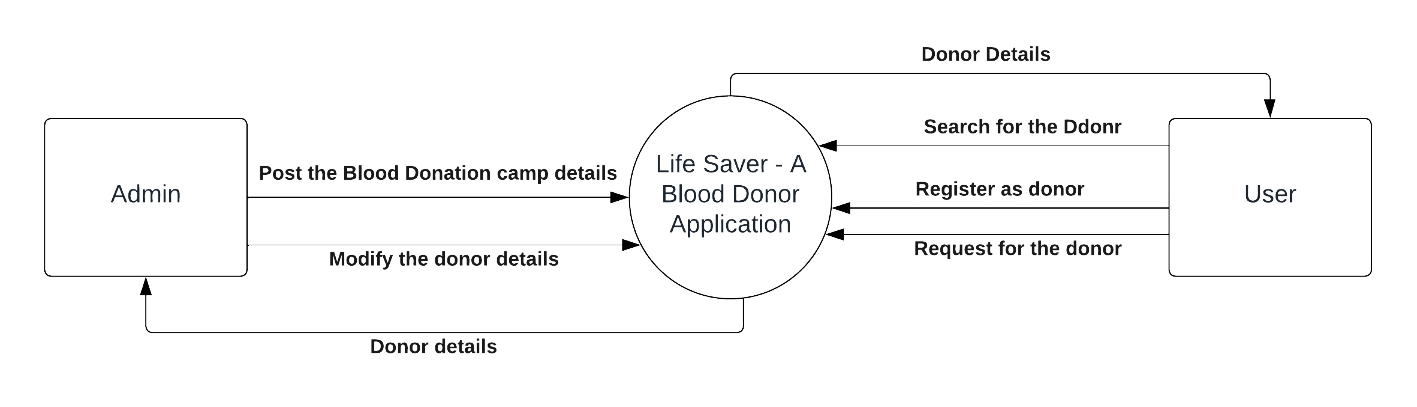 Donor Details
Search for the Ddonr
Admin
Post the Blood Donation camp details
Life Saver - A
Blood Donor
Application
Register as donor
User
Modify the donor details
Request for the donor
Donor details